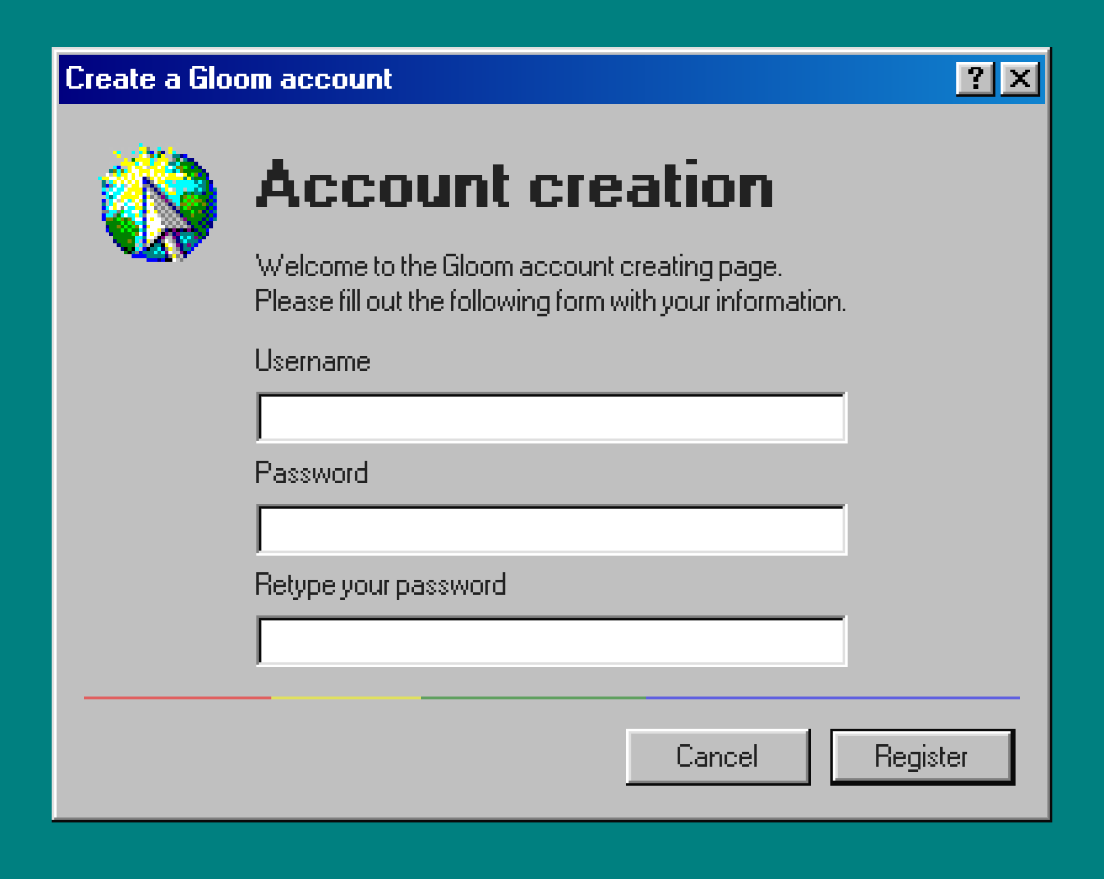 Create a Gloom account
?
Account creation
Welcome to the Gloom account creating page.
Please fill out the following form with your information.
Username
Password
Retype your password
Cancel
Register